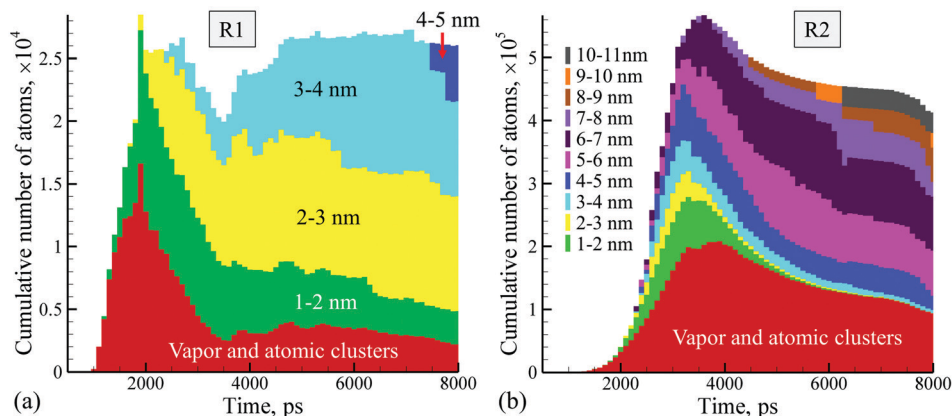 R1
4-5 nm
Cumulative number of atoms, ×10⁴
2.5
2
1.5
1
0.5
0
3-4 nm
2-3 nm
1-2 nm
Vapor and atomic clusters
2000
4000
6000
8000
(a)
Time, ps
R2
Cumulative number of atoms, ×10⁵
5
4
3
2
1
0
10-11nm
9-10 nm
8-9 nm
7-8 nm
6-7 nm
5-6 nm
4-5 nm
3-4 nm
2-3 nm
1-2 nm
Vapor and atomic clusters
2000
4000
6000
8000
(b)
Time, ps